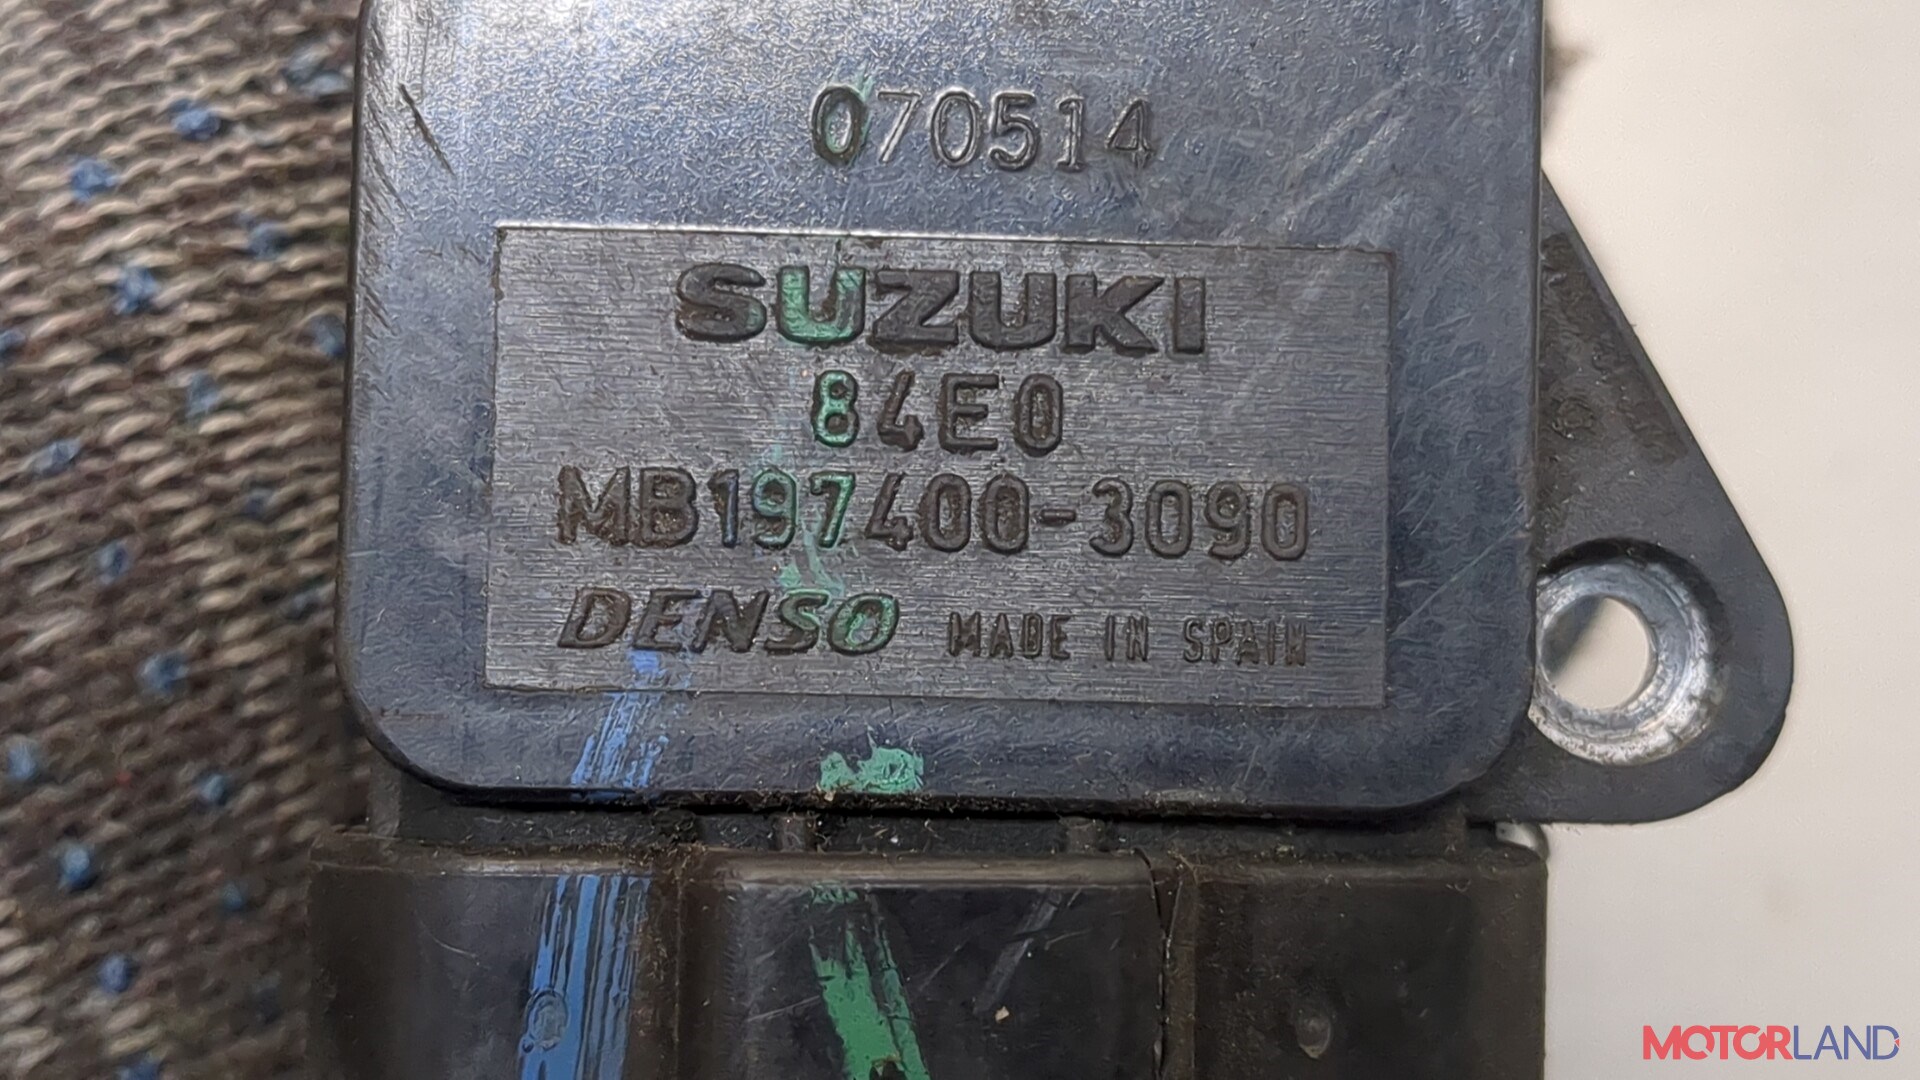 070514
SUZUKI
84E0
MB197400-3090
DENSO MADE IN SPAIN
MOTORLAND